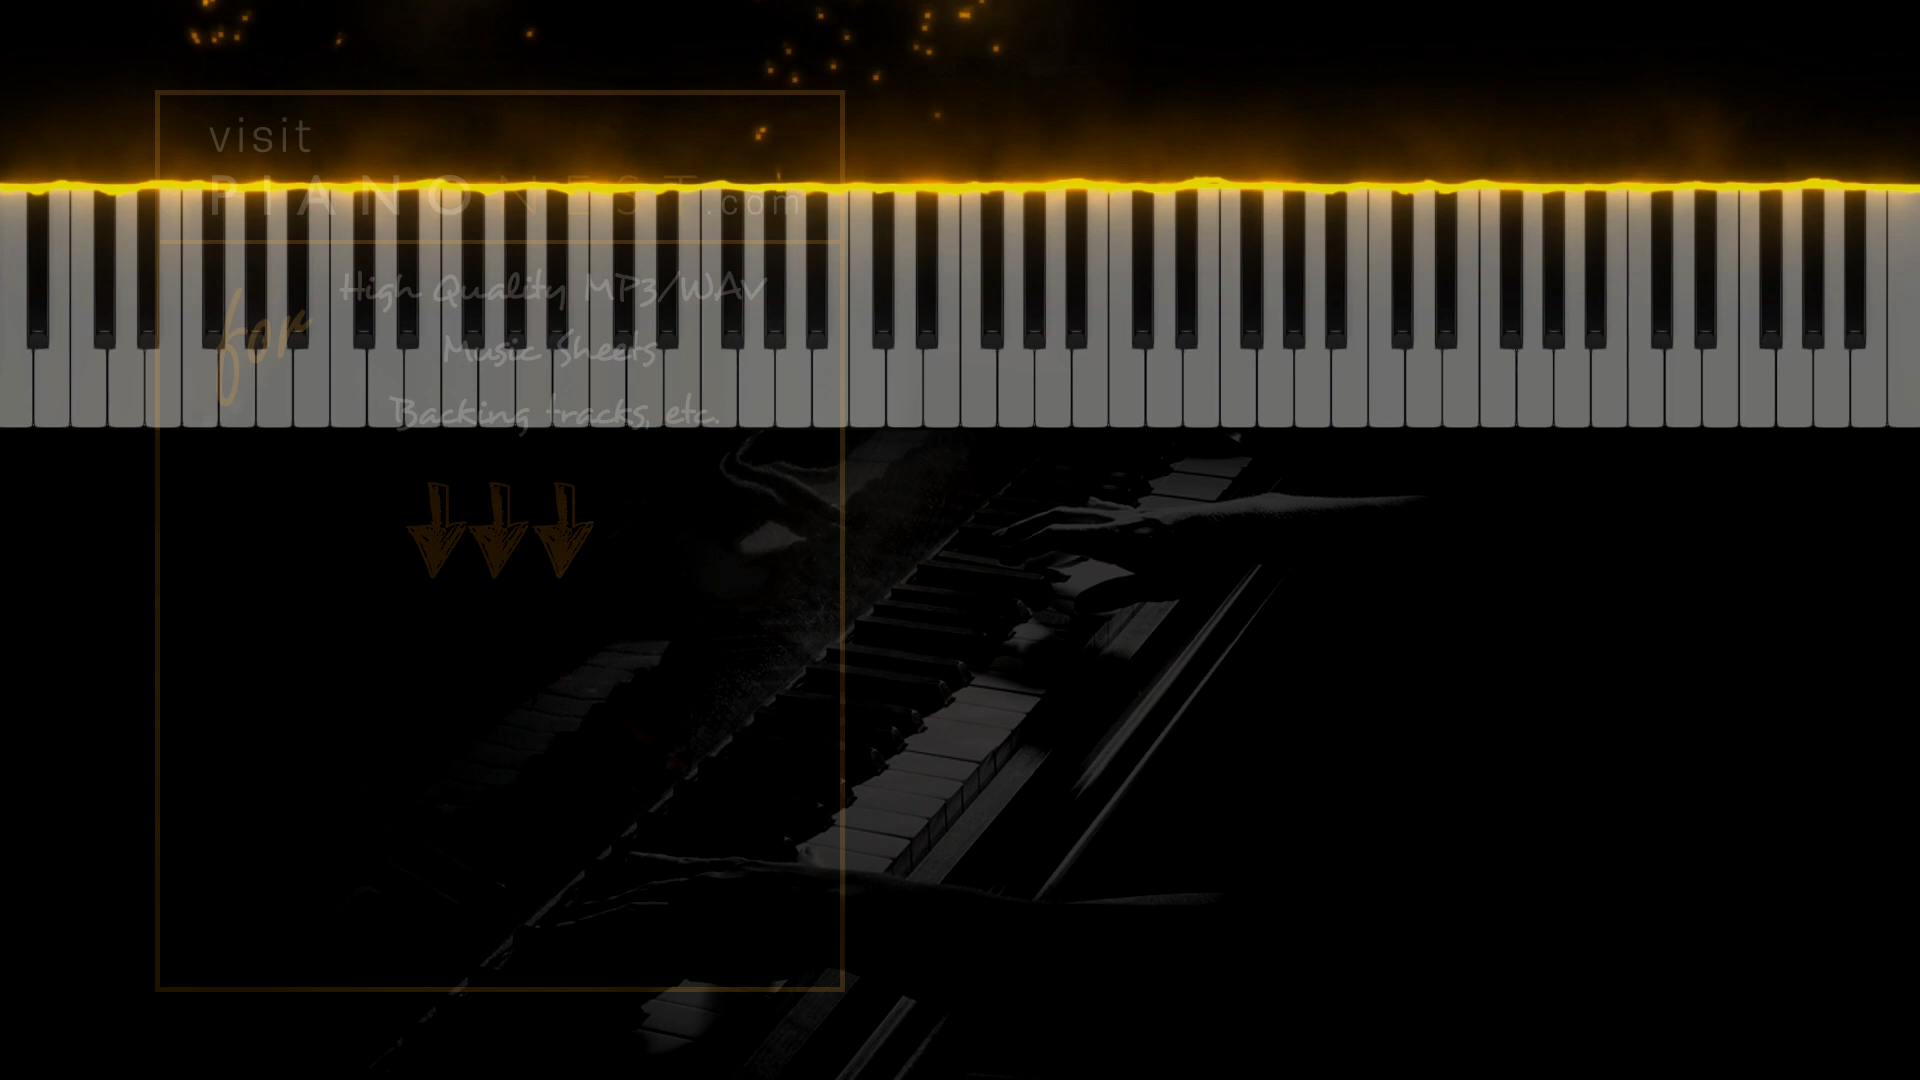 visit
PIANONEST.com
for
High Quality MP3/WAV
Music Sheets
Backing tracks, etc.